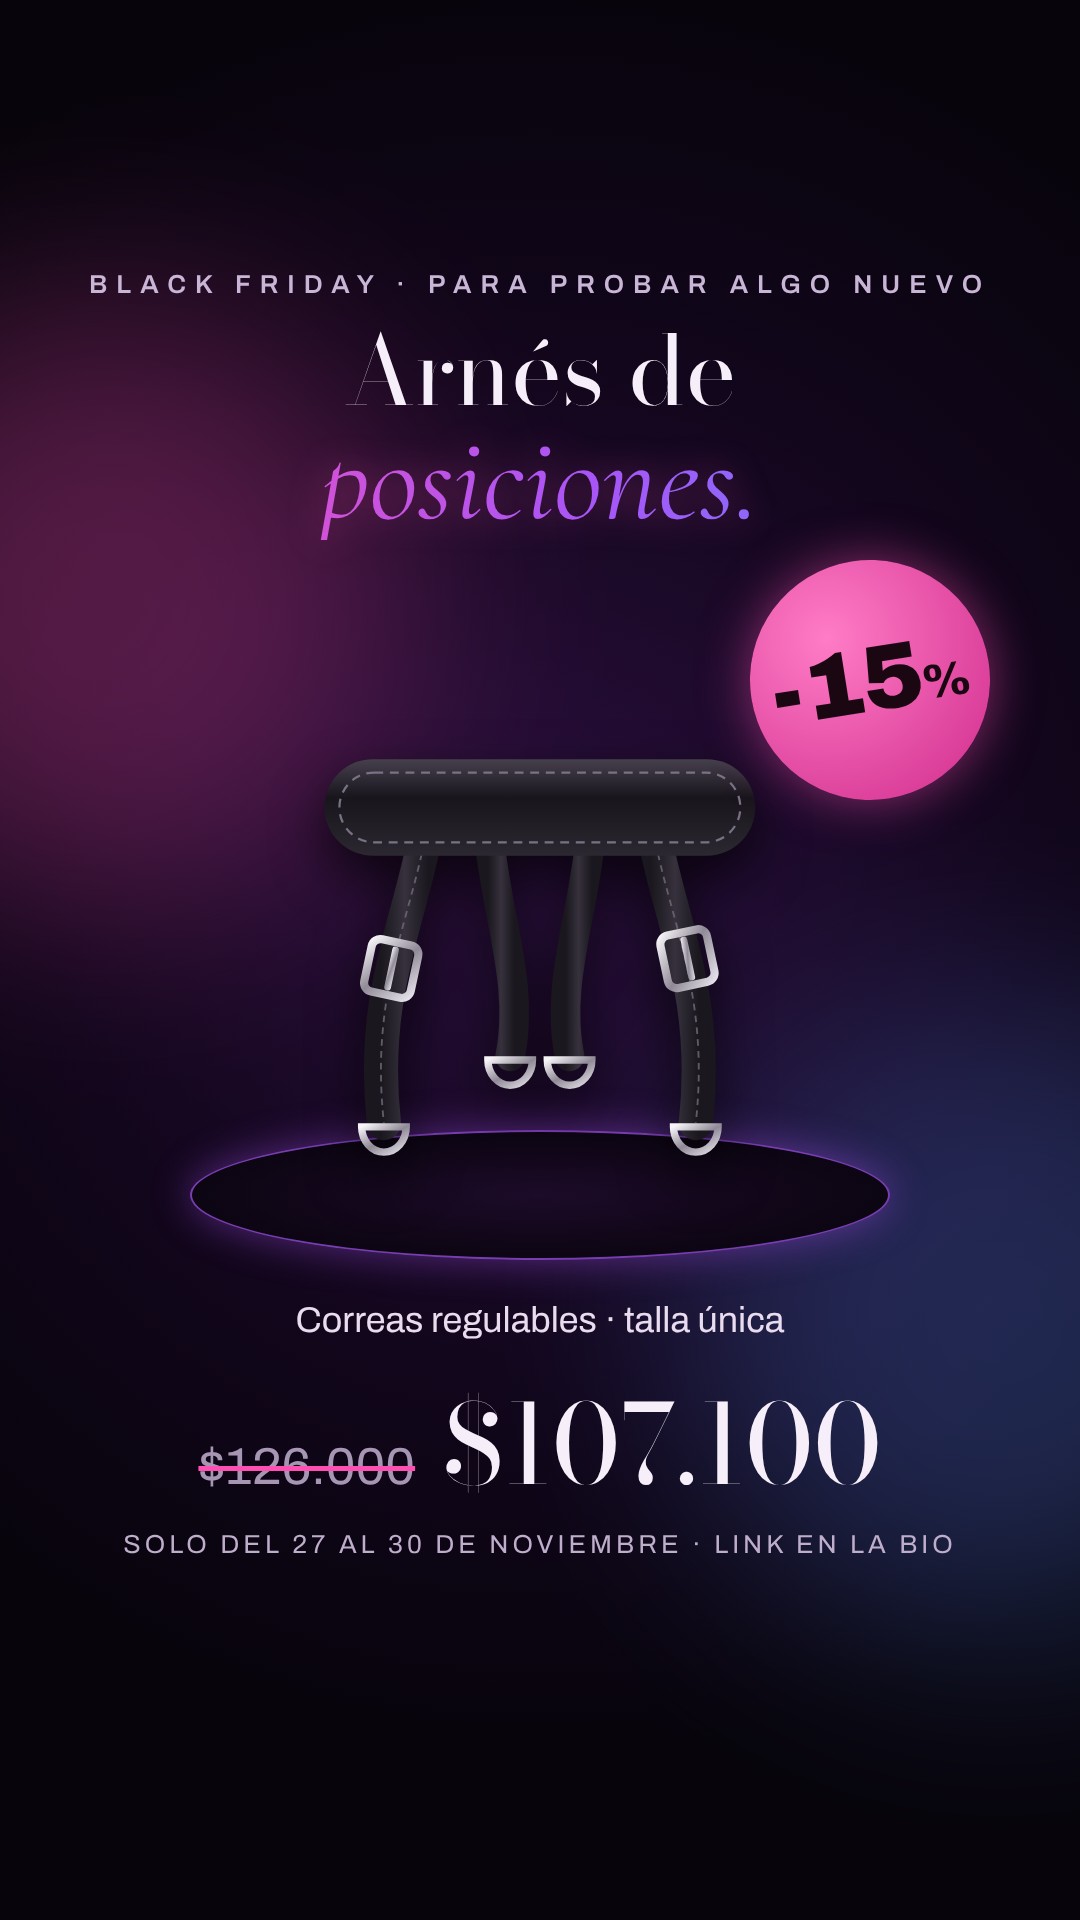 BLACK FRIDAY · PARA PROBAR ALGO NUEVO
Arnés de
posiciones.
-15%
Correas regulables · talla única
$126.000 $107.100
SOLO DEL 27 AL 30 DE NOVIEMBRE · LINK EN LA BIO